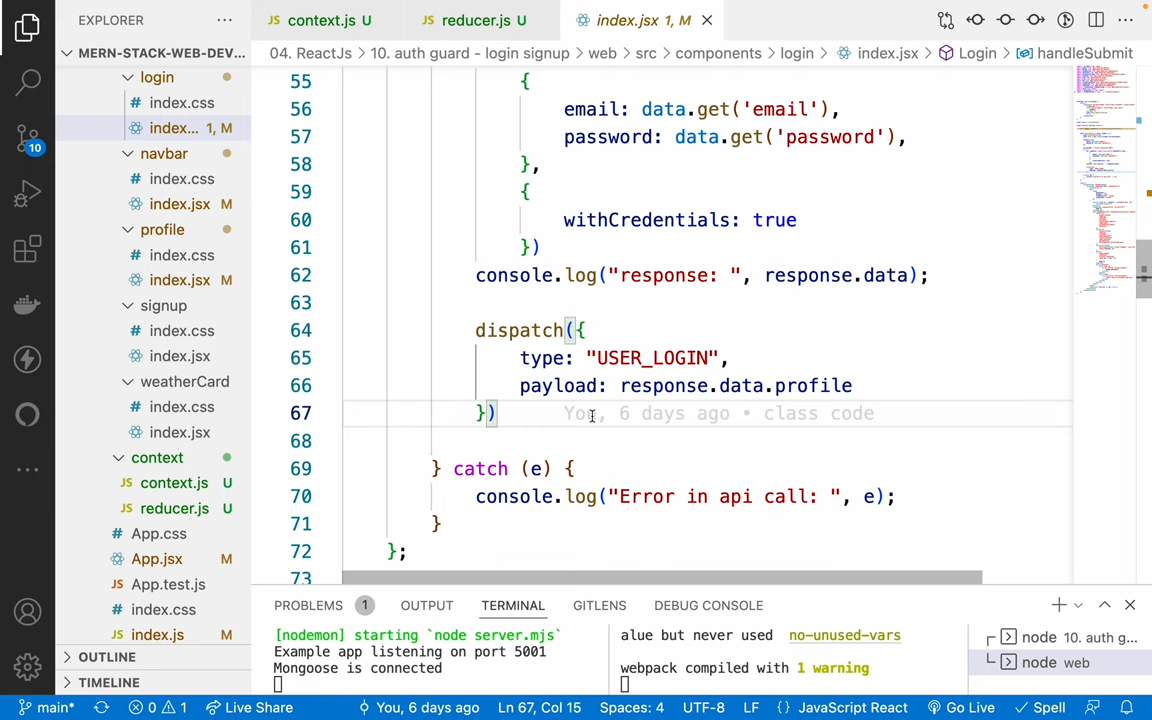 EXPLORER
context.js U
reducer.js U
index.jsx 1, M
MERN-STACK-WEB-DEV...
04. ReactJs > 10. auth guard - login signup > web > src > components > login > index.jsx > Login > handleSubmit
login
index.css
index... 1, M
navbar
index.css
index.jsx M
profile
index.css
index.jsx M
signup
index.css
index.jsx
weatherCard
index.css
index.jsx
context
context.js U
reducer.js U
App.css
App.jsx M
App.test.js
index.css
index.js M
OUTLINE
TIMELINE
10
55 {
56 email: data.get('email'),
57 password: data.get('password'),
58 },
59 {
60 withCredentials: true
61 })
62 console.log("response: ", response.data);
63
64 dispatch({
65 type: "USER_LOGIN",
66 payload: response.data.profile
67 }) You, 6 days ago • class code
68
69 } catch (e) {
70 console.log("Error in api call: ", e);
71 }
72 };
73
PROBLEMS 1 OUTPUT TERMINAL GITLENS DEBUG CONSOLE
[nodemon] starting `node server.mjs`
Example app listening on port 5001
Mongoose is connected
alue but never used no-unused-vars
webpack compiled with 1 warning
node 10. auth g...
node web
main* 0 1 Live Share You, 6 days ago Ln 67, Col 15 Spaces: 4 UTF-8 LF {} JavaScript React Go Live Spell